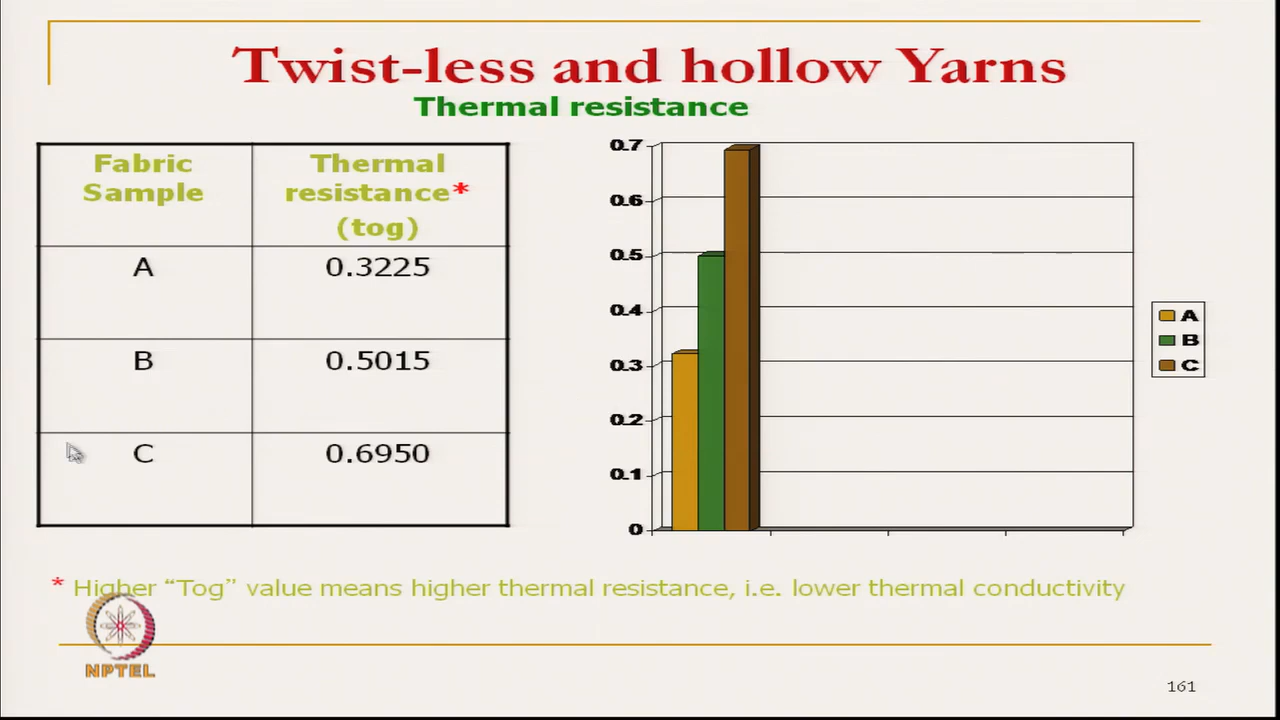 Twist-less and hollow Yarns
Thermal resistance
Fabric Sample
Thermal resistance* (tog)
A
0.3225
B
0.5015
C
0.6950
0.7
0.6
0.5
0.4
0.3
0.2
0.1
0
A
B
C
* Higher “Tog” value means higher thermal resistance, i.e. lower thermal conductivity
NPTEL
161